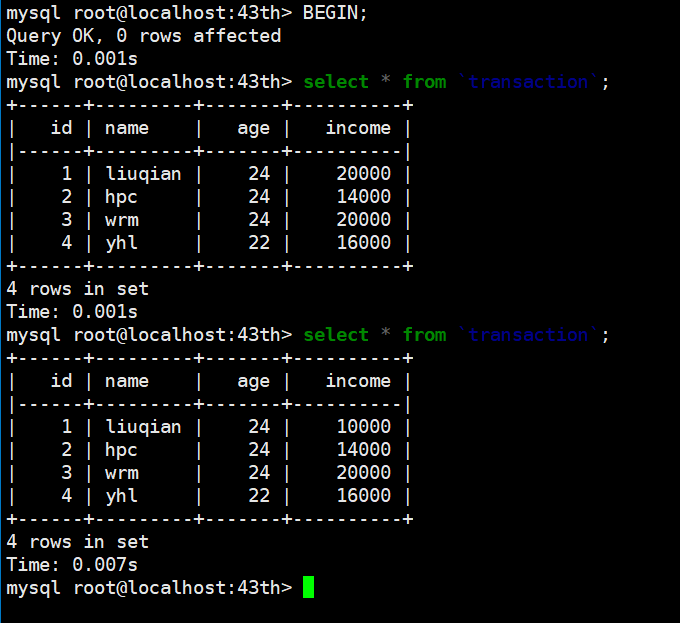 mysql root@localhost:43th> BEGIN;
Query OK, 0 rows affected
Time: 0.001s
mysql root@localhost:43th> select * from `transaction`;
+------+---------+-------+----------+
|   id | name    |   age |   income |
|------+---------+-------+----------|
|    1 | liuqian |    24 |    20000 |
|    2 | hpc     |    24 |    14000 |
|    3 | wrm     |    24 |    20000 |
|    4 | yhl     |    22 |    16000 |
+------+---------+-------+----------+
4 rows in set
Time: 0.001s
mysql root@localhost:43th> select * from `transaction`;
+------+---------+-------+----------+
|   id | name    |   age |   income |
|------+---------+-------+----------|
|    1 | liuqian |    24 |    10000 |
|    2 | hpc     |    24 |    14000 |
|    3 | wrm     |    24 |    20000 |
|    4 | yhl     |    22 |    16000 |
+------+---------+-------+----------+
4 rows in set
Time: 0.007s
mysql root@localhost:43th>